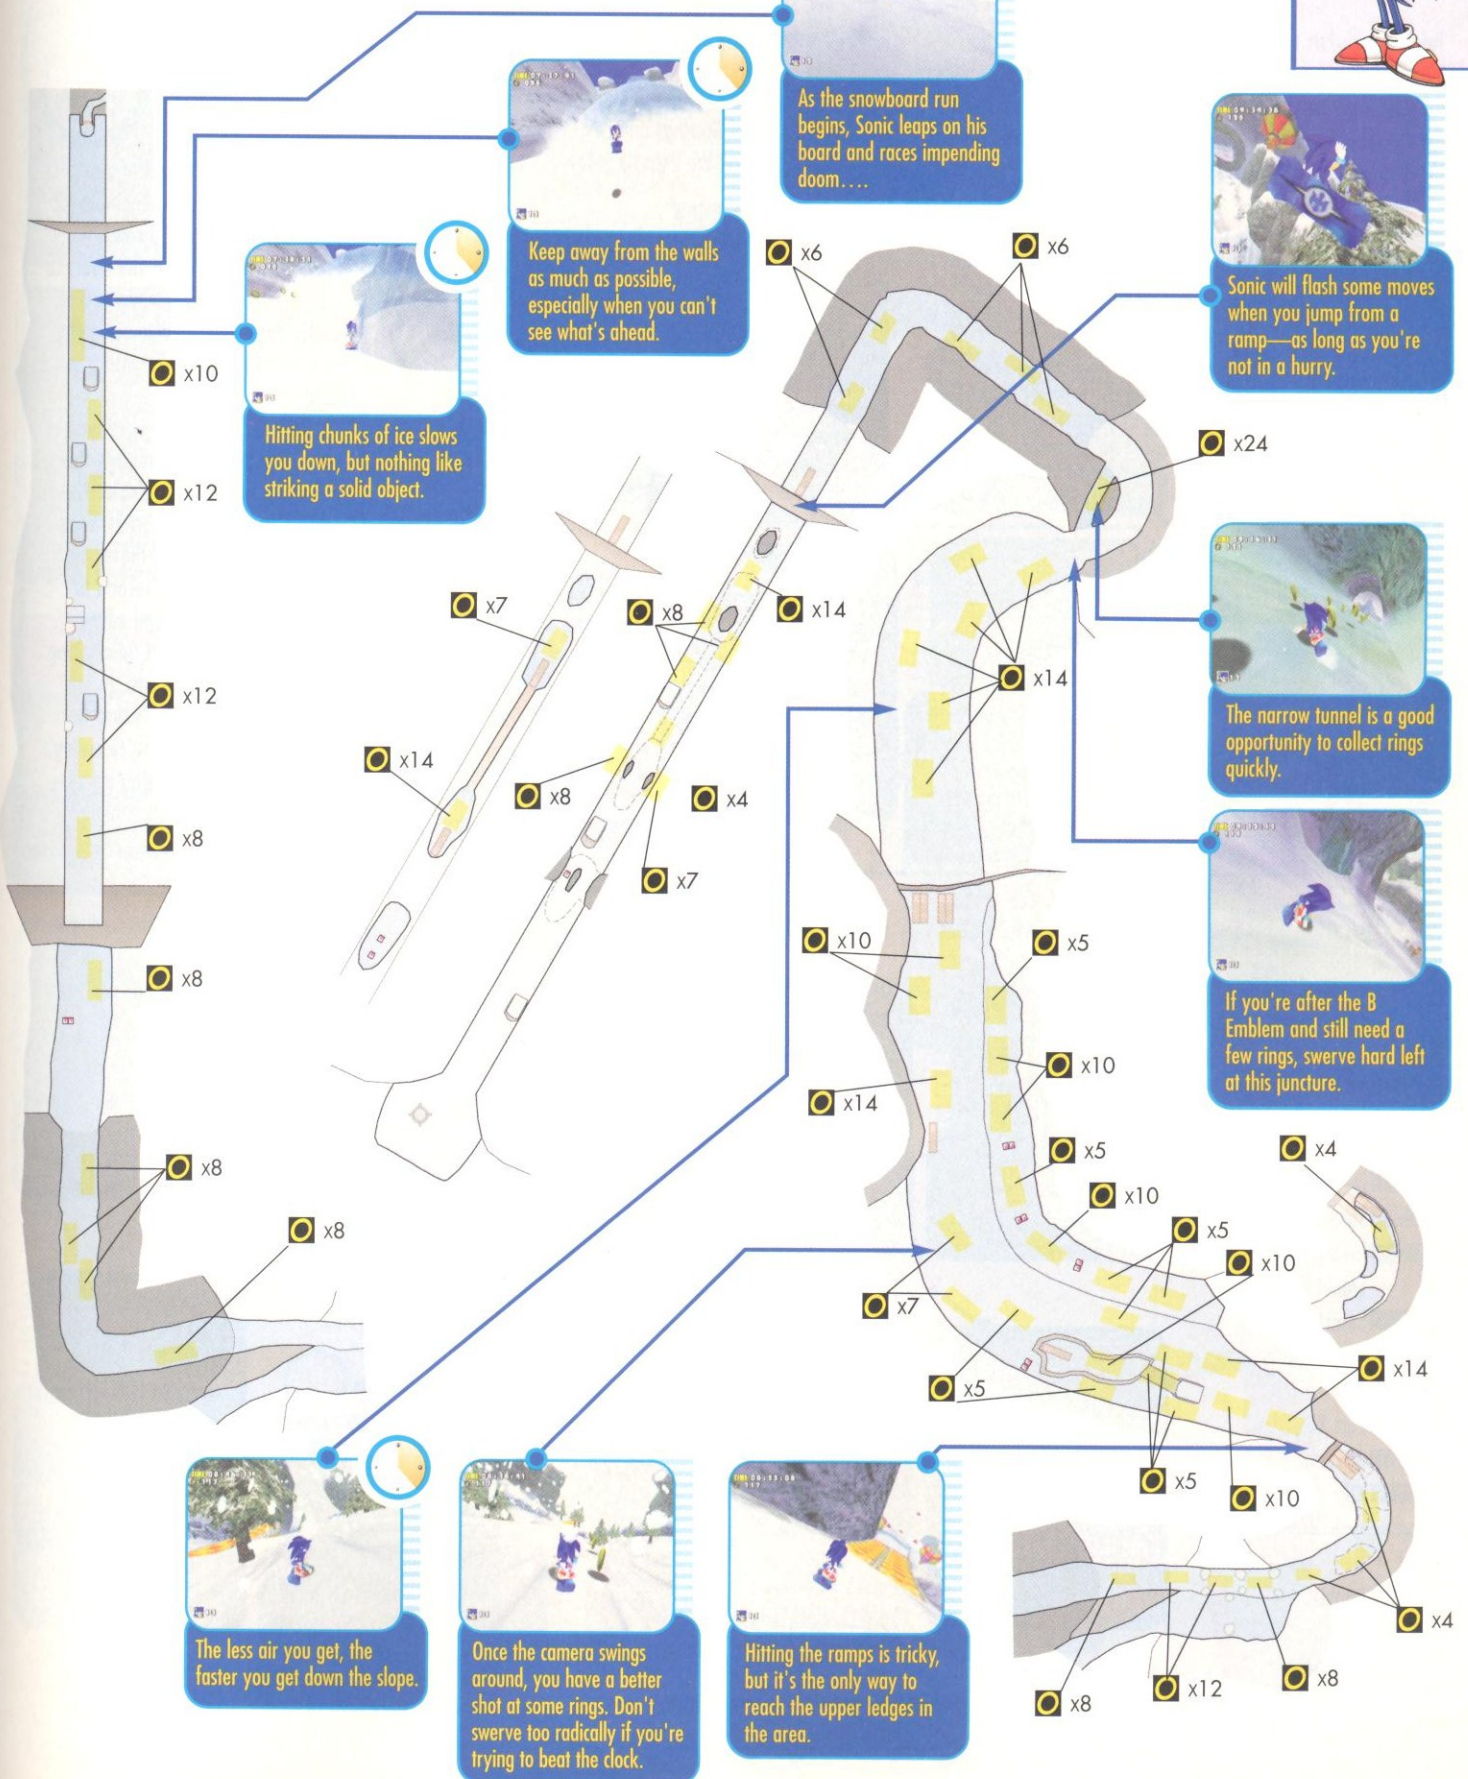 As the snowboard run
begins, Sonic leaps on his
board and races impending
doom....
Keep away from the walls
as much as possible,
especially when you can't
see what's ahead.
Sonic will flash some moves
when you jump from a
ramp—as long as you're
not in a hurry.
Hitting chunks of ice slows
you down, but nothing like
striking a solid object.
x6
x6
x10
x24
x12
x7
x8
x14
x14
x12
The narrow tunnel is a good
opportunity to collect rings
quickly.
x14
x8
x4
x8
x7
x10
x5
x8
If you're after the B
Emblem and still need a
few rings, swerve hard left
at this juncture.
x10
x14
x5
x4
x8
x10
x8
x5
x10
x7
x14
x5
x5
x10
The less air you get, the
faster you get down the slope.
Once the camera swings
around, you have a better
shot at some rings. Don't
swerve too radically if you're
trying to beat the clock.
Hitting the ramps is tricky,
but it's the only way to
reach the upper ledges in
the area.
x4
x8
x12
x8